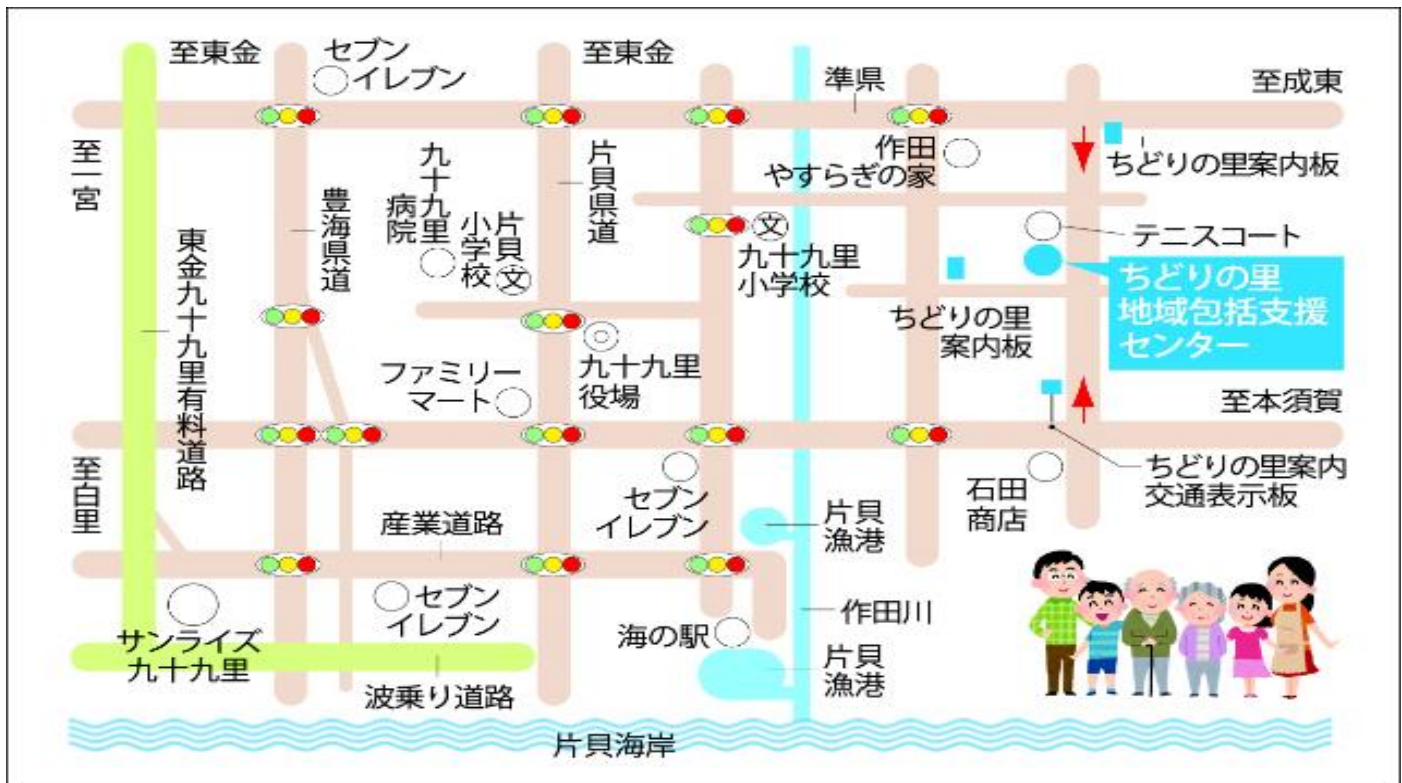 至東金
セブン
イレブン
至東金
準県
至成東
至一宮
九十九里
病院
片貝
小学校
文
片貝県道
豊海県道
作田
やすらぎの家
ちどりの里案内板
文
九十九里
小学校
テニスコート
ちどりの里
地域包括支援
センター
ちどりの里
案内板
東金九十九里有料道路
ファミリー
マート
九十九里
役場
至本須賀
至白里
セブン
イレブン
石田
商店
ちどりの里案内
交通表示板
産業道路
片貝
漁港
サンライズ
九十九里
セブン
イレブン
海の駅
作田川
片貝
漁港
波乗り道路
片貝海岸